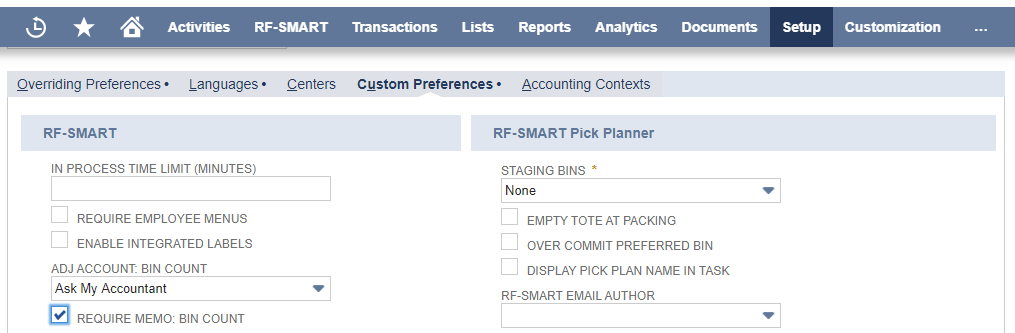 Activities RF-SMART Transactions Lists Reports Analytics Documents Setup Customization ...
Overriding Preferences • Languages • Centers Custom Preferences • Accounting Contexts
RF-SMART
IN PROCESS TIME LIMIT (MINUTES)
REQUIRE EMPLOYEE MENUS
ENABLE INTEGRATED LABELS
ADJ ACCOUNT: BIN COUNT
Ask My Accountant
REQUIRE MEMO: BIN COUNT
RF-SMART Pick Planner
STAGING BINS *
None
EMPTY TOTE AT PACKING
OVER COMMIT PREFERRED BIN
DISPLAY PICK PLAN NAME IN TASK
RF-SMART EMAIL AUTHOR